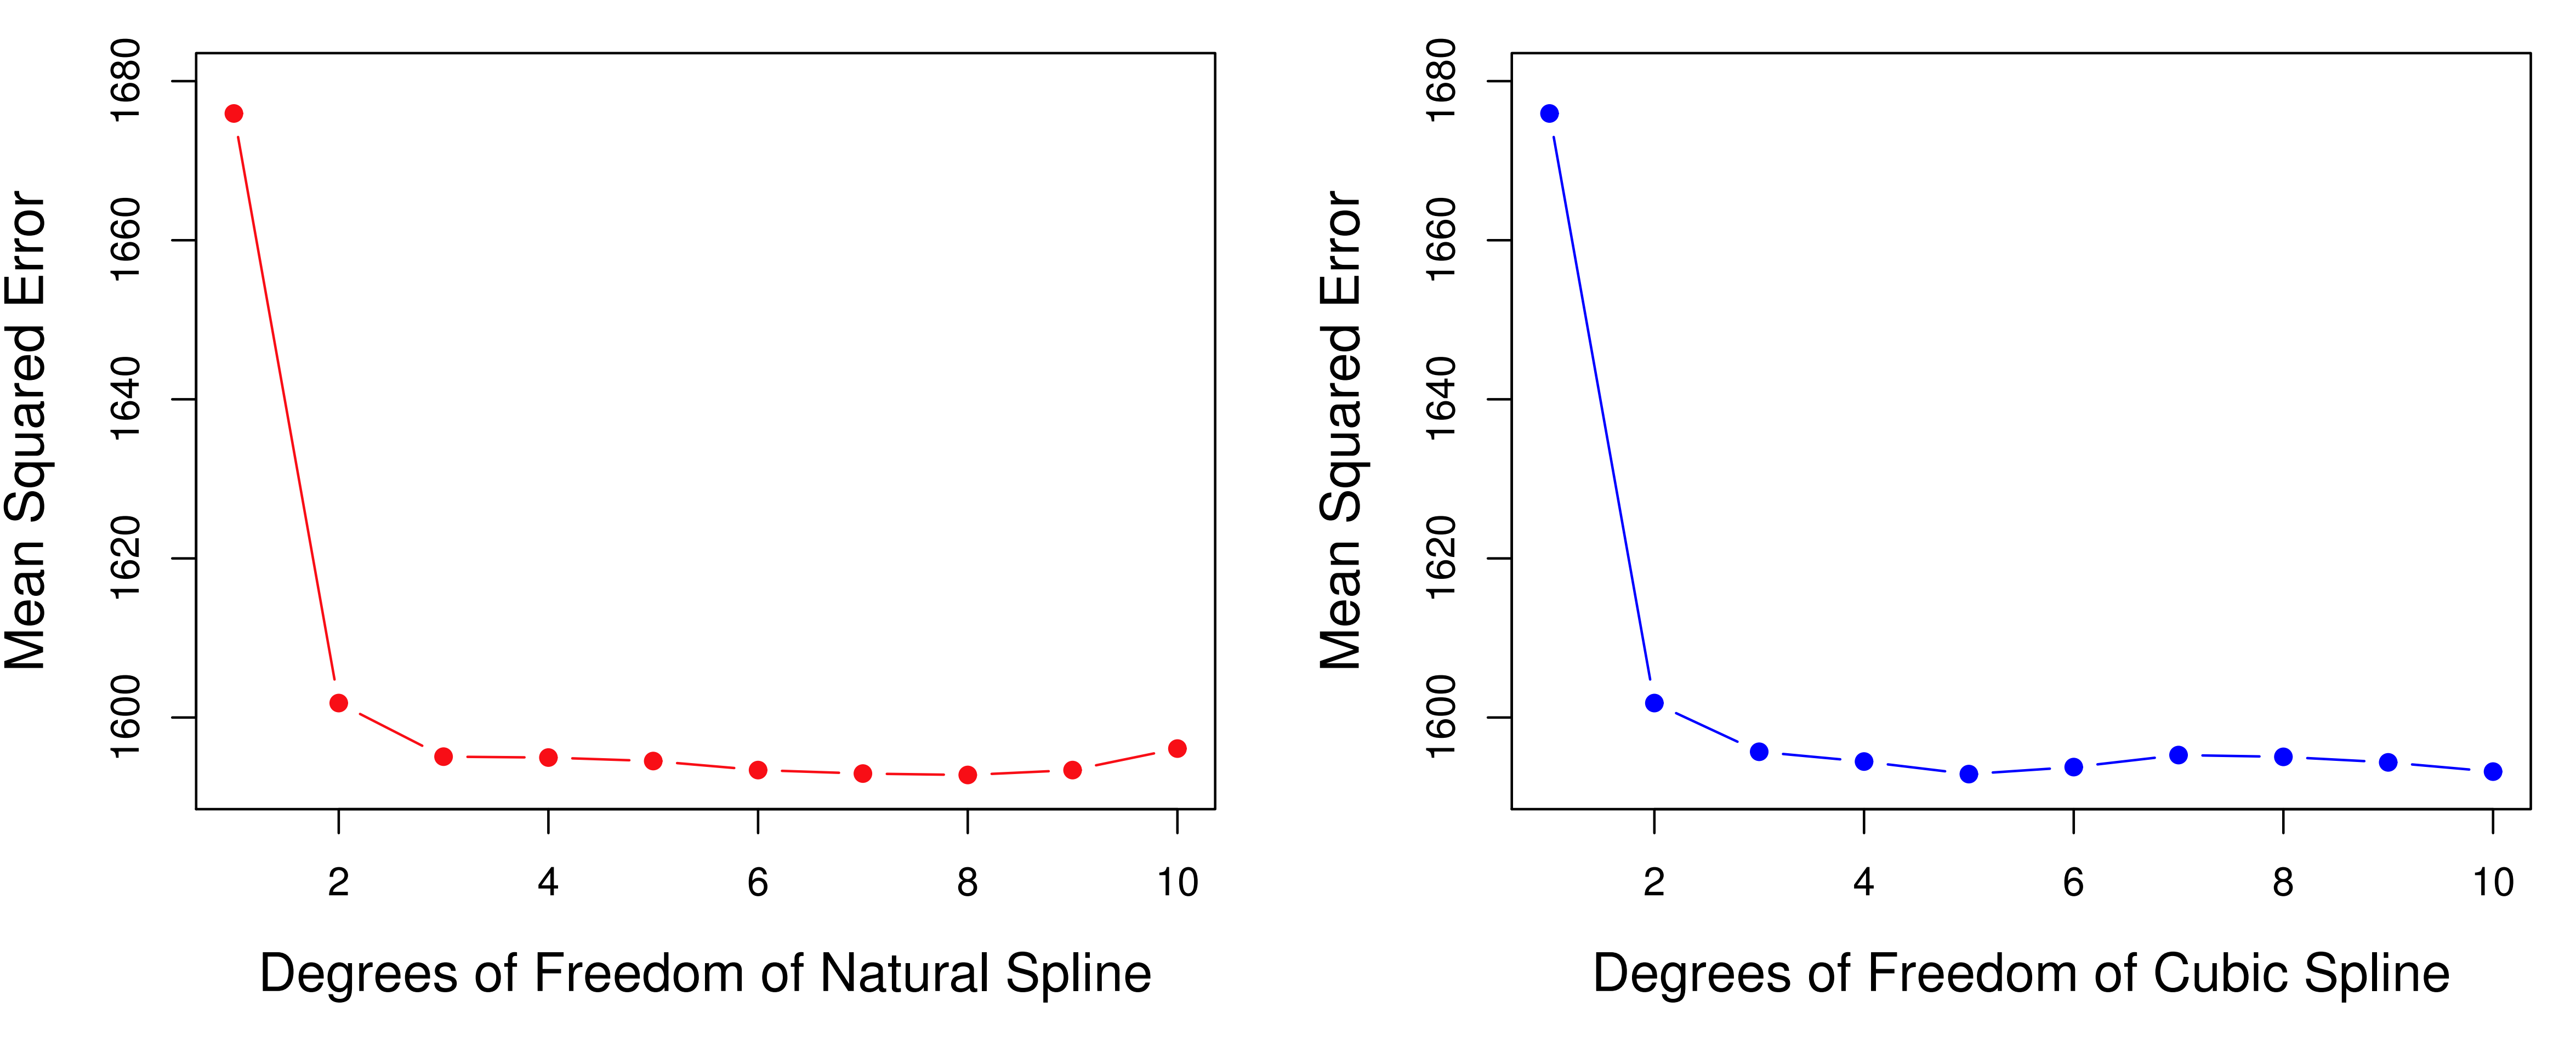 Mean Squared Error
1680
1660
1640
1620
1600
2 4 6 8 10
Degrees of Freedom of Natural Spline
Mean Squared Error
1680
1660
1640
1620
1600
2 4 6 8 10
Degrees of Freedom of Cubic Spline